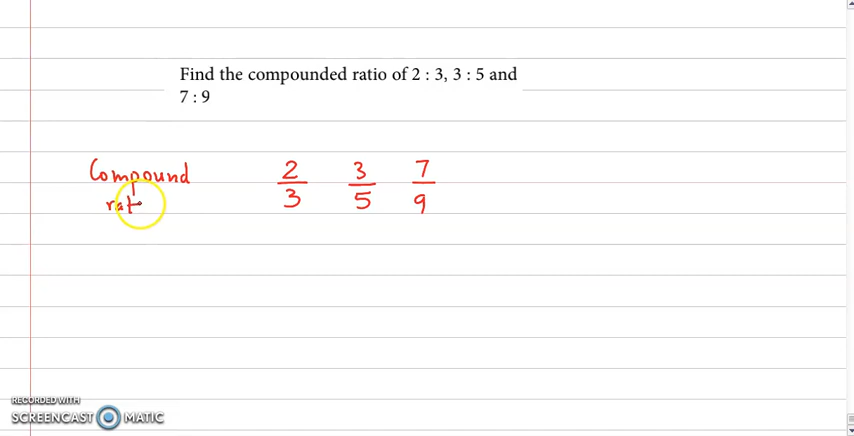 Find the compounded ratio of 2 : 3, 3 : 5 and
7 : 9
Compound 2/3 3/5 7/9
rat
RECORDED WITH
SCREENCAST MATIC